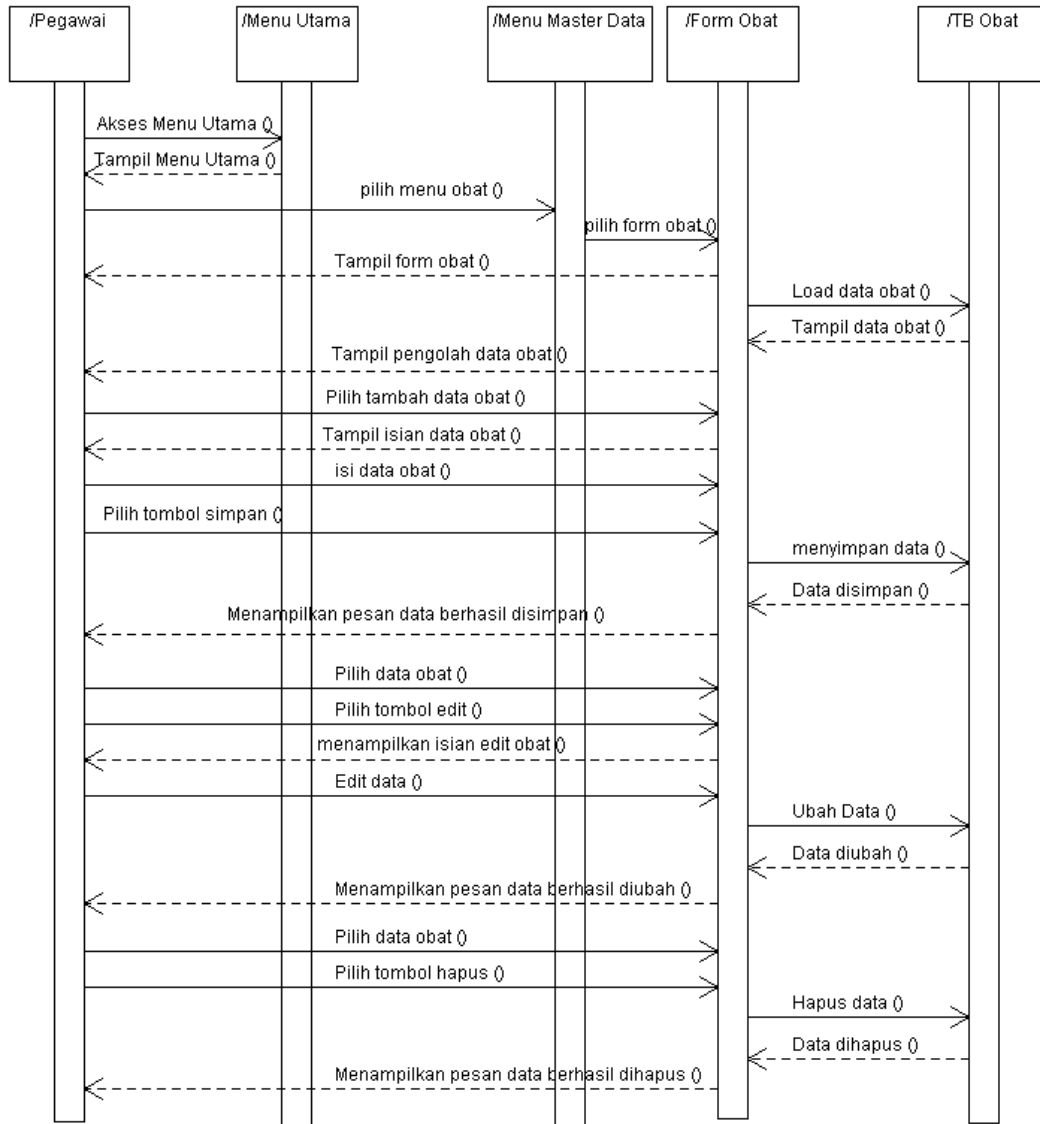 /Pegawai
/Menu Utama
/Menu Master Data
/Form Obat
/TB Obat
Akses Menu Utama ()
Tampil Menu Utama ()
pilih menu obat ()
pilih form obat ()
Tampil form obat ()
Load data obat ()
Tampil data obat ()
Tampil pengolah data obat ()
Pilih tambah data obat ()
Tampil isian data obat ()
isi data obat ()
Pilih tombol simpan ()
menyimpan data ()
Data disimpan ()
Menampilkan pesan data berhasil disimpan ()
Pilih data obat ()
Pilih tombol edit ()
menampilkan isian edit obat ()
Edit data ()
Ubah Data ()
Data diubah ()
Menampilkan pesan data berhasil diubah ()
Pilih data obat ()
Pilih tombol hapus ()
Hapus data ()
Data dihapus ()
Menampilkan pesan data berhasil dihapus ()